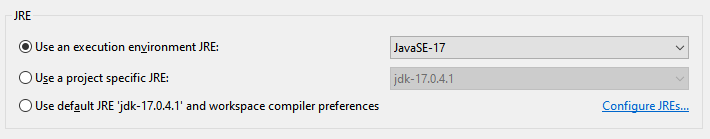 JRE
Use an execution environment JRE: JavaSE-17
Use a project specific JRE: jdk-17.0.4.1
Use default JRE 'jdk-17.0.4.1' and workspace compiler preferences Configure JREs...